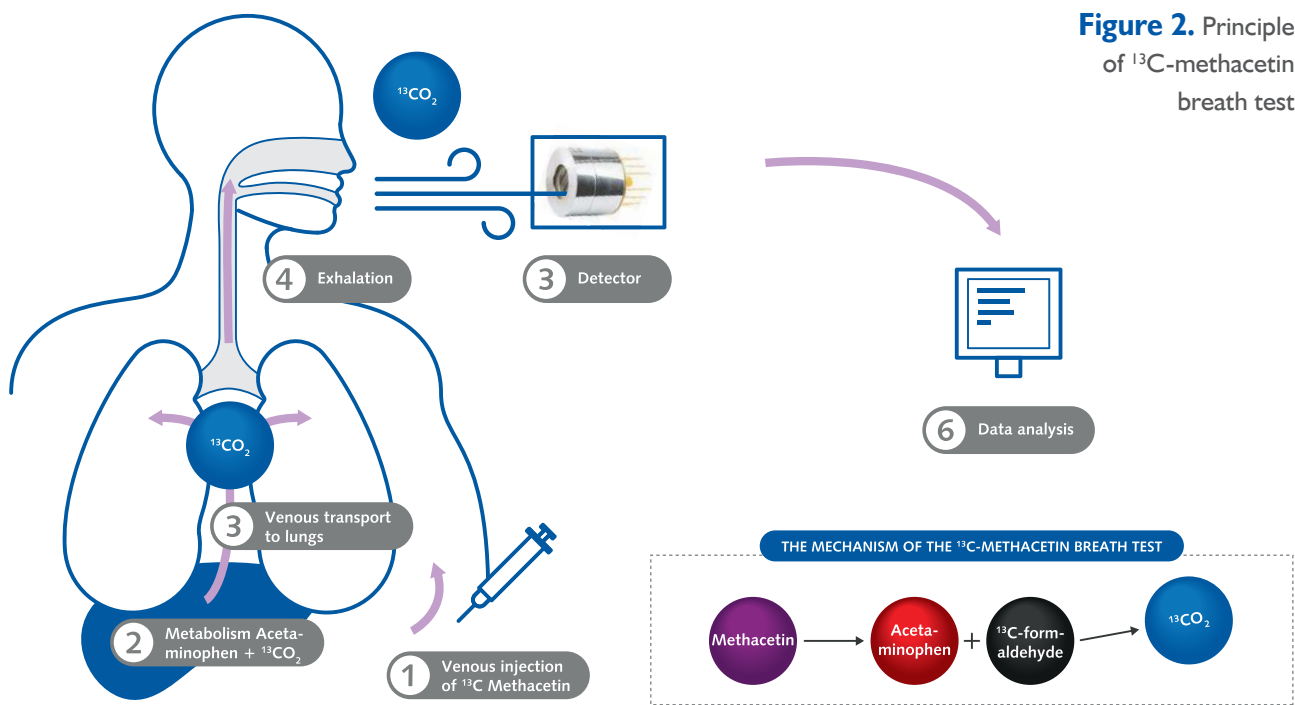 Figure 2. Principle
of ¹³C-methacetin
breath test
¹³CO₂
4 Exhalation
3 Detector
¹³CO₂
6 Data analysis
3 Venous transport
to lungs
2 Metabolism Aceta-
minophen + ¹³CO₂
1 Venous injection
of ¹³C Methacetin
THE MECHANISM OF THE ¹³C-METHACETIN BREATH TEST
Methacetin
Aceta-
minophen
+
¹³C-form-
aldehyde
¹³CO₂